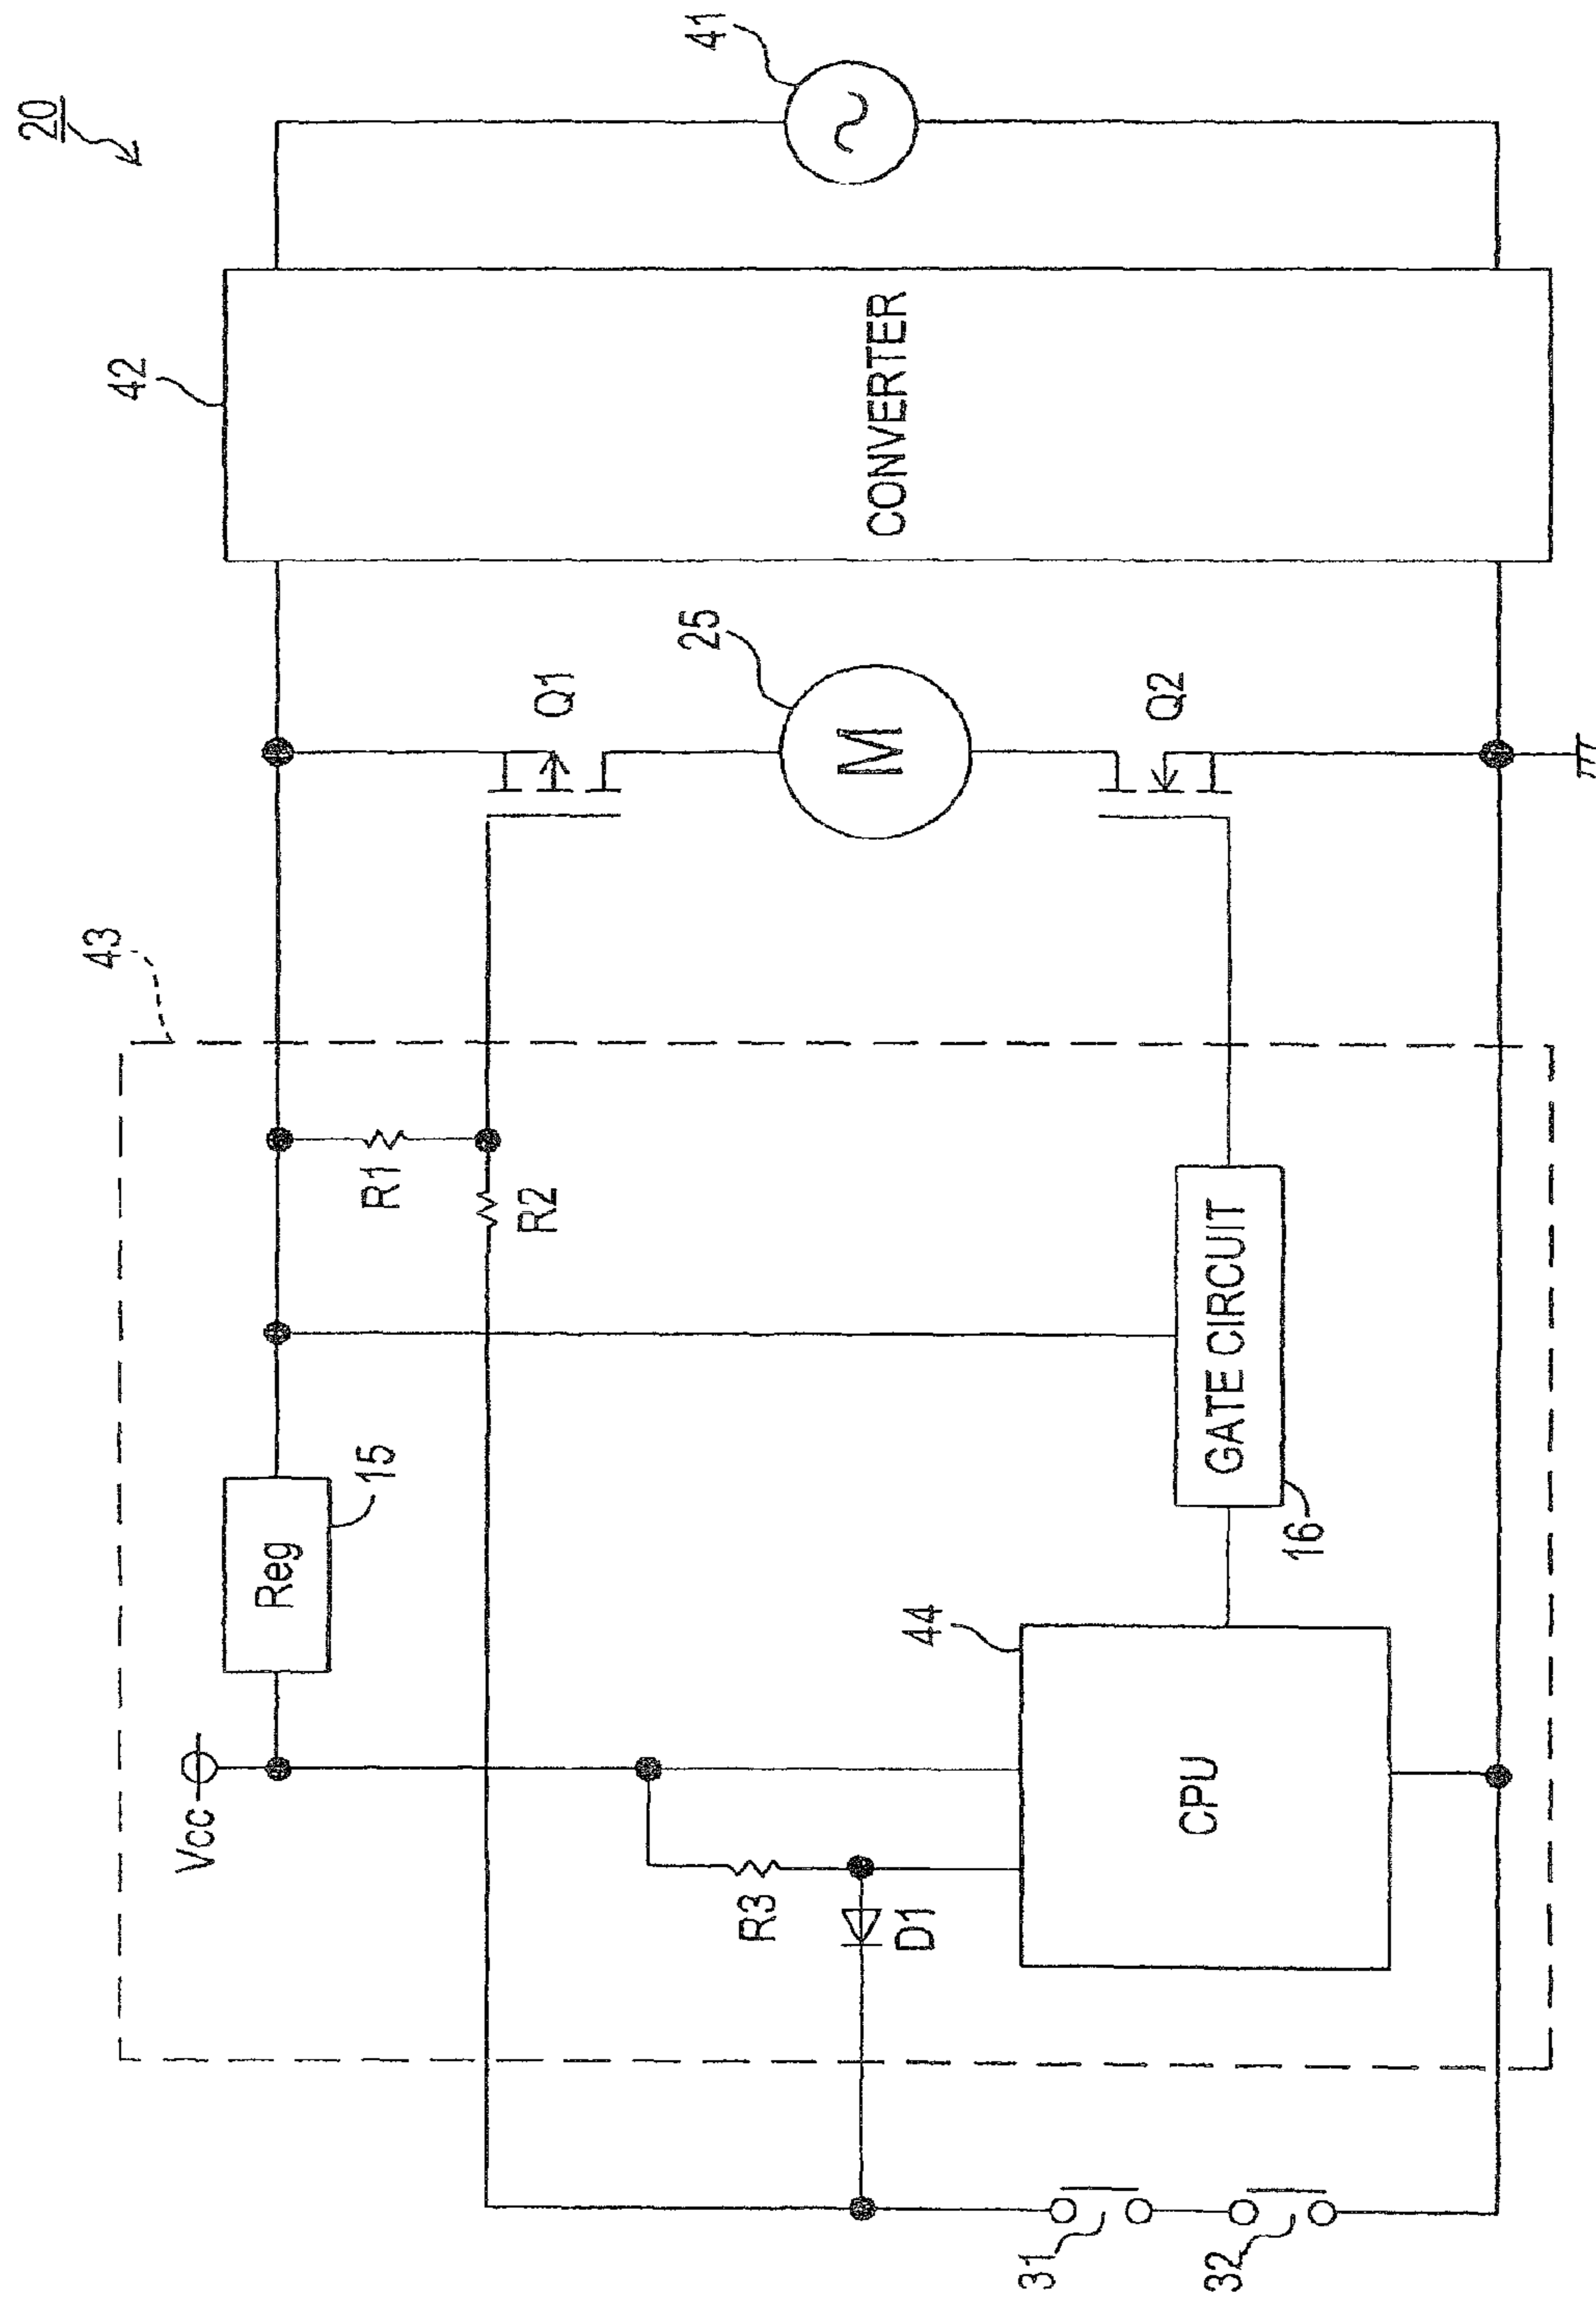 20
41
42
CONVERTER
25
M
Q1
Q2
43
R1
R2
GATE CIRCUIT
16
Reg
15
Vcc
44
CPU
R3
D1
31
32